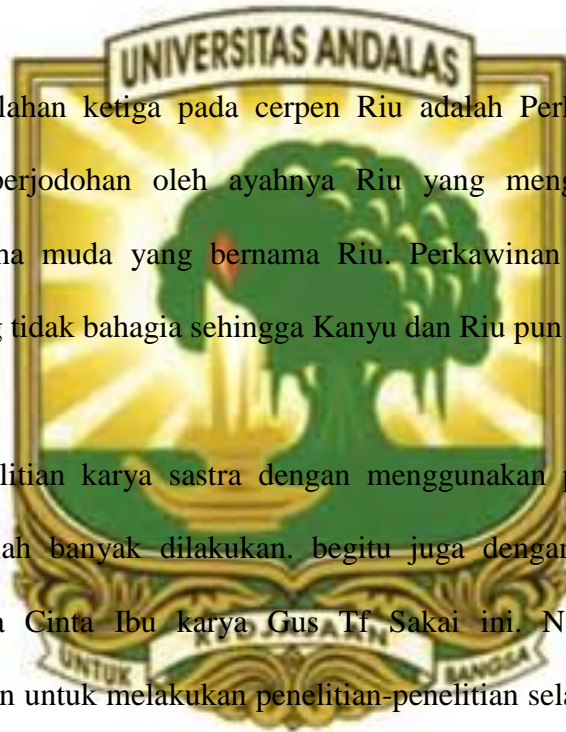 UNIVERSITAS ANDALAS
lahan ketiga pada cerpen Riu adalah
perjodohan oleh ayahnya Riu yang meng
na muda yang bernama Riu. Perkawinan
g tidak bahagia sehingga Kanyu dan Riu pun
litian karya sastra dengan menggunakan p
lah banyak dilakukan. begitu juga dengan
a Cinta Ibu karya Gus Tf Sakai ini. N
UNTUK BANGSA
n untuk melakukan penelitian-penelitian sela